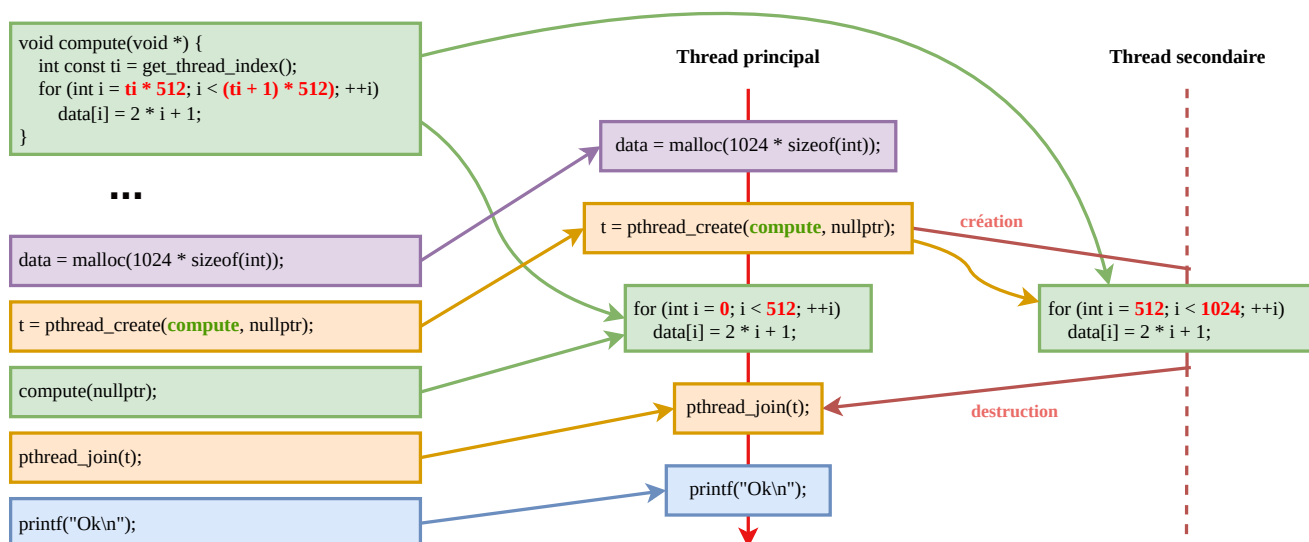 void compute(void *) {
int const ti = get_thread_index();
for (int i = ti * 512; i < (ti + 1) * 512); ++i)
data[i] = 2 * i + 1;
}
...
data = malloc(1024 * sizeof(int));
t = pthread_create(compute, nullptr);
compute(nullptr);
pthread_join(t);
printf("Ok\n");
Thread principal
data = malloc(1024 * sizeof(int));
t = pthread_create(compute, nullptr);
for (int i = 0; i < 512; ++i)
data[i] = 2 * i + 1;
pthread_join(t);
printf("Ok\n");
création
destruction
Thread secondaire
for (int i = 512; i < 1024; ++i)
data[i] = 2 * i + 1;